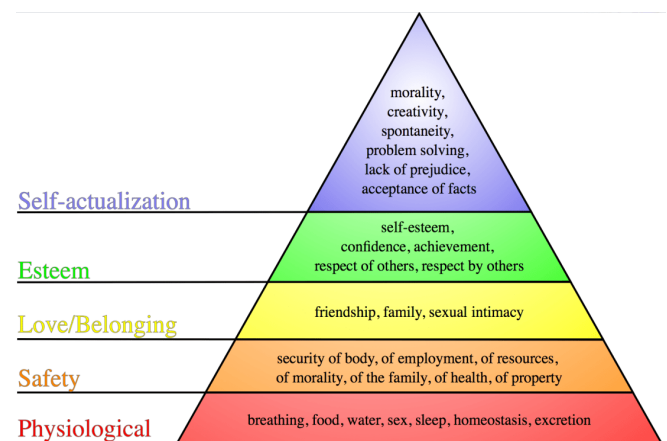 morality,
creativity,
spontaneity,
problem solving,
lack of prejudice,
acceptance of facts
Self-actualization
self-esteem,
confidence, achievement,
respect of others, respect by others
Esteem
friendship, family, sexual intimacy
Love/Belonging
security of body, of employment, of resources,
of morality, of the family, of health, of property
Safety
breathing, food, water, sex, sleep, homeostasis, excretion
Physiological